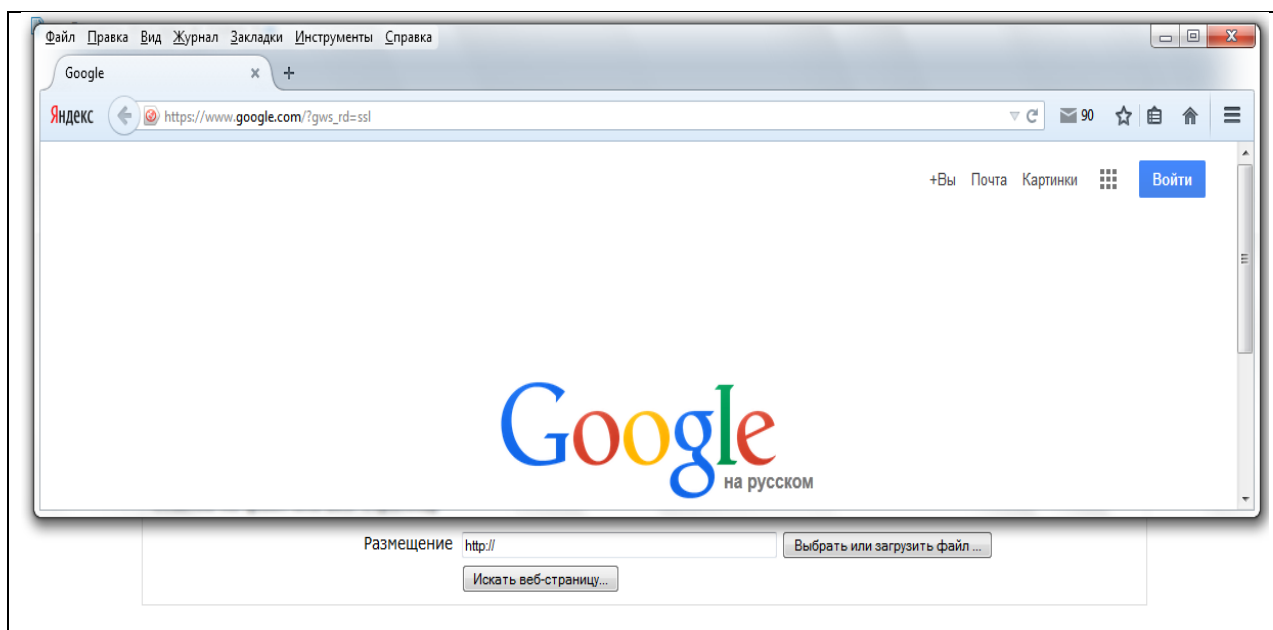 Файл Правка Вид Журнал Закладки Инструменты Справка
Google
Яндекс https://www.google.com/?gws_rd=ssl 90
+Вы Почта Картинки Войти
Google
на русском
Размещение http:// Выбрать или загрузить файл ...
Искать веб-страницу...